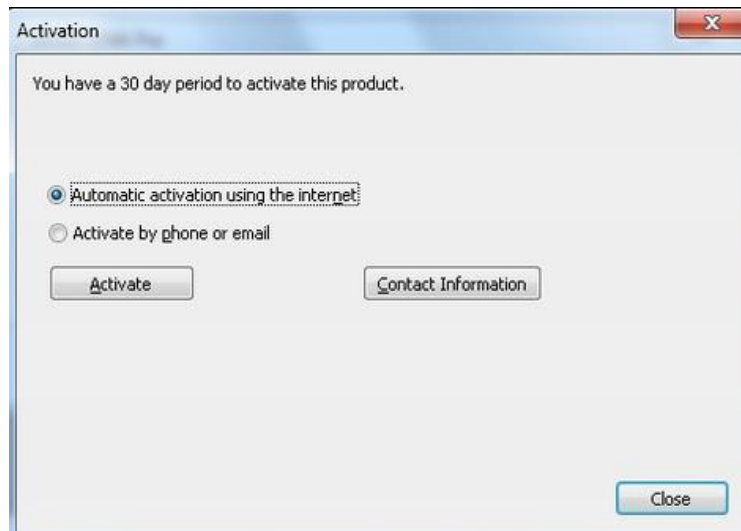 Activation
You have a 30 day period to activate this product.
Automatic activation using the internet
Activate by phone or email
Activate
Contact Information
Close